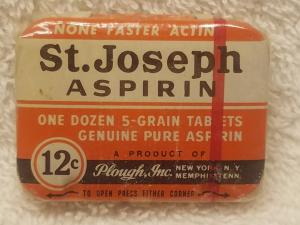 NONE FASTER ACTIN
St.Joseph
ASPIRIN
ONE DOZEN 5-GRAIN TABLETS
GENUINE PURE ASPIRIN
A PRODUCT OF
12c Plough, Inc. NEW YORK, N.Y.
MEMPHIS, TENN.
TO OPEN PRESS EITHER CORNER